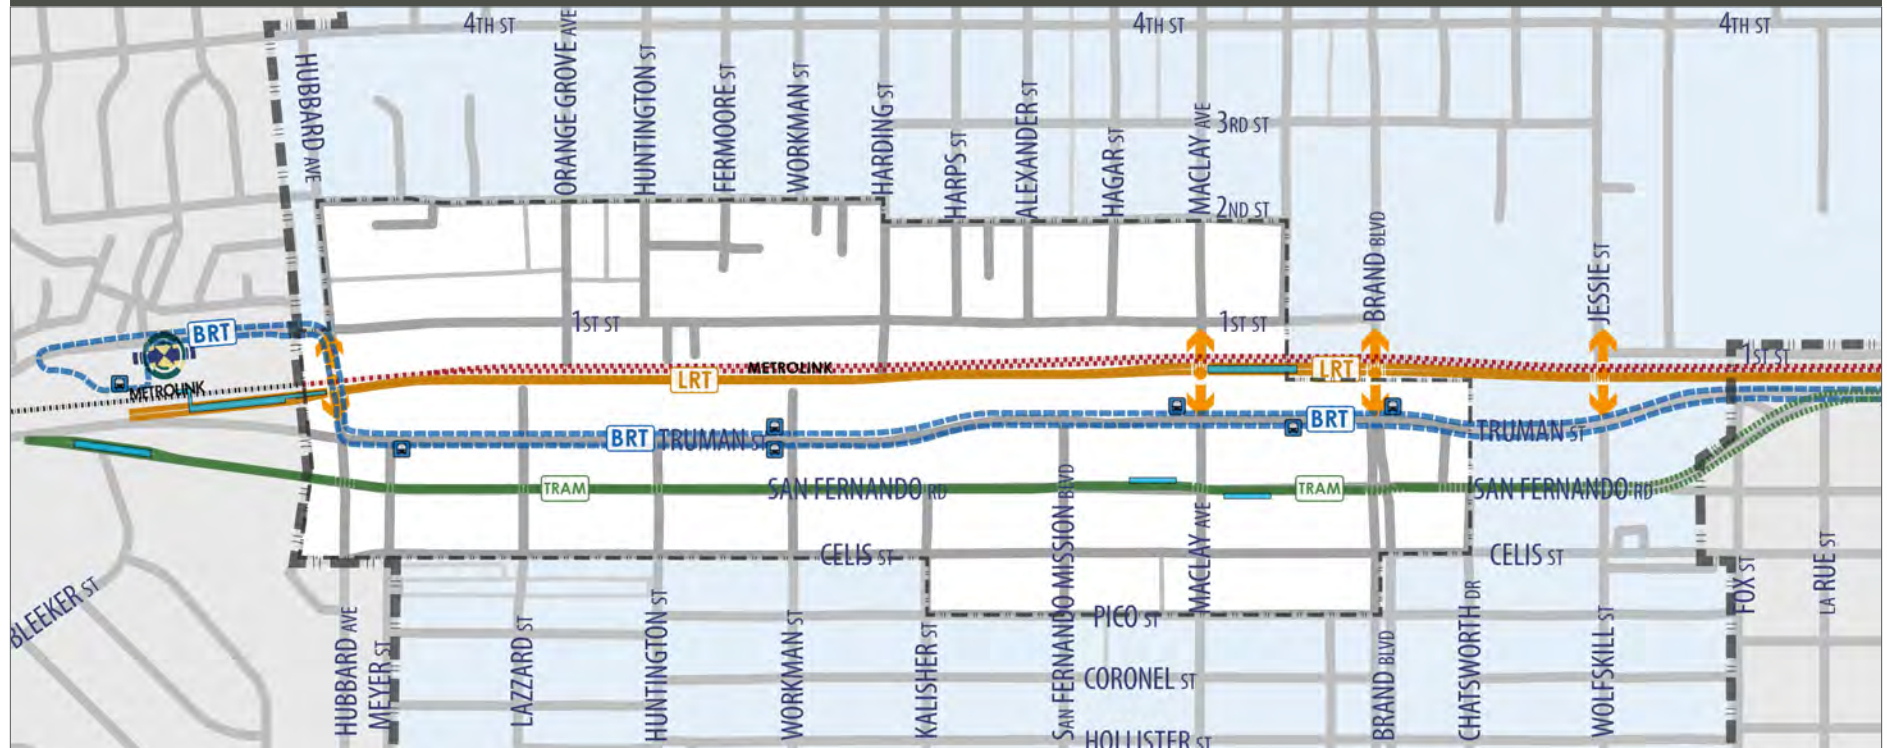 4TH ST
4TH ST
4TH ST
HUBBARD AVE
ORANGE GROVE AVE
HUNTINGTON ST
FERMOORE ST
WORKMAN ST
HARDING ST
HARPS ST
ALEXANDER ST
HAGAR ST
MACLAY AVE
3RD ST
2ND ST
BRAND BLVD
JESSIE ST
1ST ST
1ST ST
1ST ST
BRT
METROLINK
METROLINK
LRT
LRT
BRT
TRUMAN ST
BRT
TRUMAN ST
TRAM
SAN FERNANDO RD
TRAM
SAN FERNANDO RD
CELIS ST
CELIS ST
BLEEKER ST
HUBBARD AVE
MEYER ST
LAZZARD ST
HUNTINGTON ST
WORKMAN ST
KALISHER ST
SAN FERNANDO MISSION BLVD
MACLAY AVE
PICO ST
CORONEL ST
HOLLISTER ST
BRAND BLVD
CHATSWORTH DR
WOLFSKILL ST
FOX ST
LA RUE ST